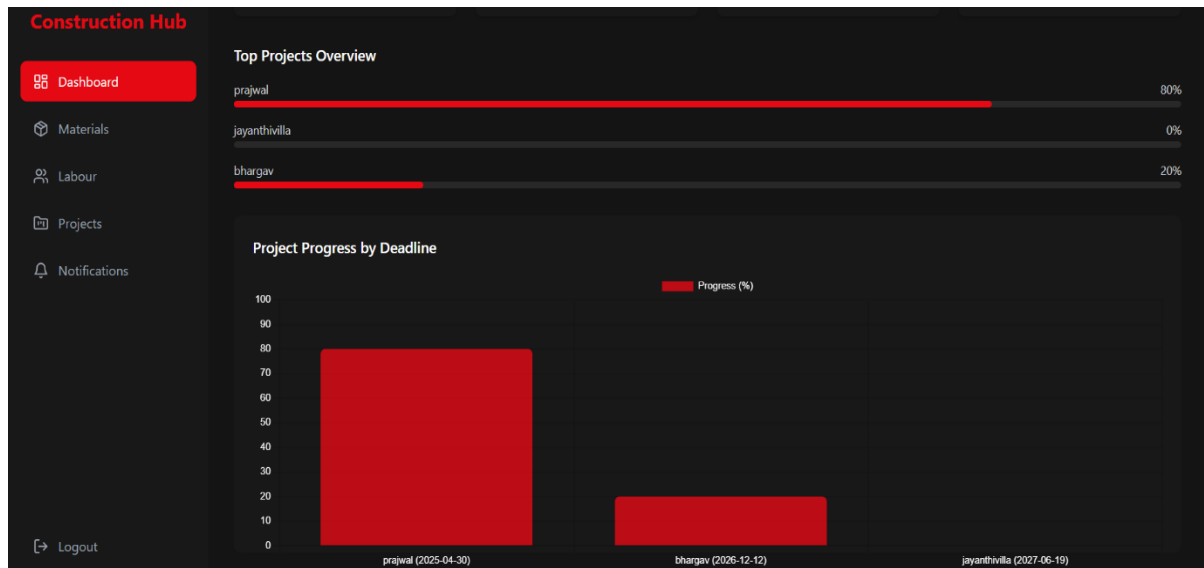 Construction Hub
Dashboard
Materials
Labour
Projects
Notifications
Logout
Top Projects Overview
prajwal 80%
jayanthivilla 0%
bhargav 20%
Project Progress by Deadline
Progress (%)
100
90
80
70
60
50
40
30
20
10
0
prajwal (2025-04-30) bhargav (2026-12-12) jayanthivilla (2027-06-19)